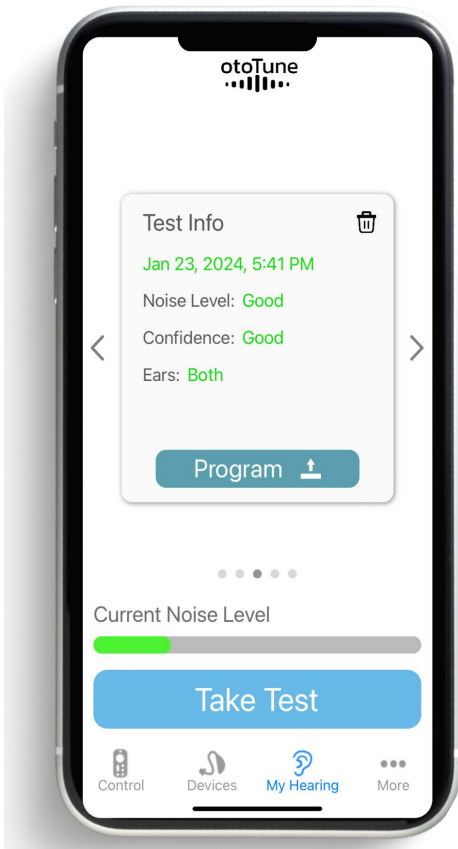 otoTune
Test Info
Jan 23, 2024, 5:41 PM
Noise Level: Good
Confidence: Good
Ears: Both
Program
Current Noise Level
Take Test
Control Devices My Hearing More